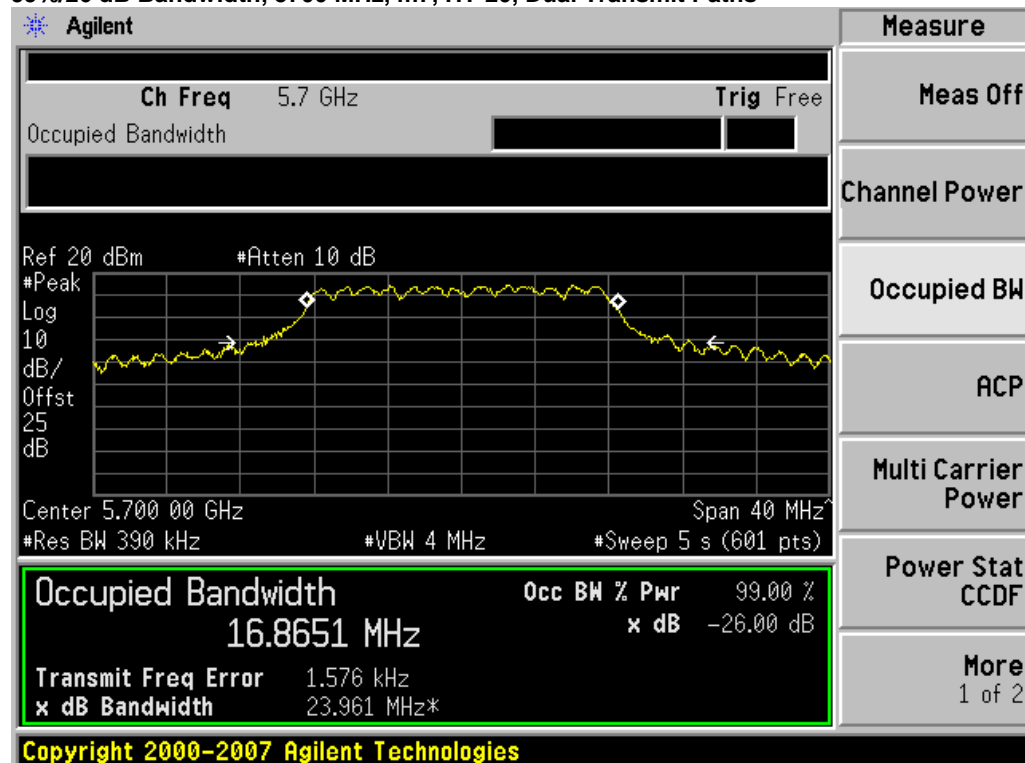 Agilent
Measure
Ch Freq 5.7 GHz Trig Free
Occupied Bandwidth
Meas Off
Channel Power
Occupied BW
ACP
Multi Carrier
Power
Power Stat
CCDF
More
1 of 2
Ref 20 dBm #Atten 10 dB
#Peak
Log
10
dB/
Offst
25
dB
Center 5.700 00 GHz Span 40 MHz^
#Res BW 390 kHz #VBW 4 MHz #Sweep 5 s (601 pts)
Occupied Bandwidth Occ BW % Pwr 99.00 %
16.8651 MHz x dB -26.00 dB
Transmit Freq Error 1.576 kHz
x dB Bandwidth 23.961 MHz*
Copyright 2000-2007 Agilent Technologies